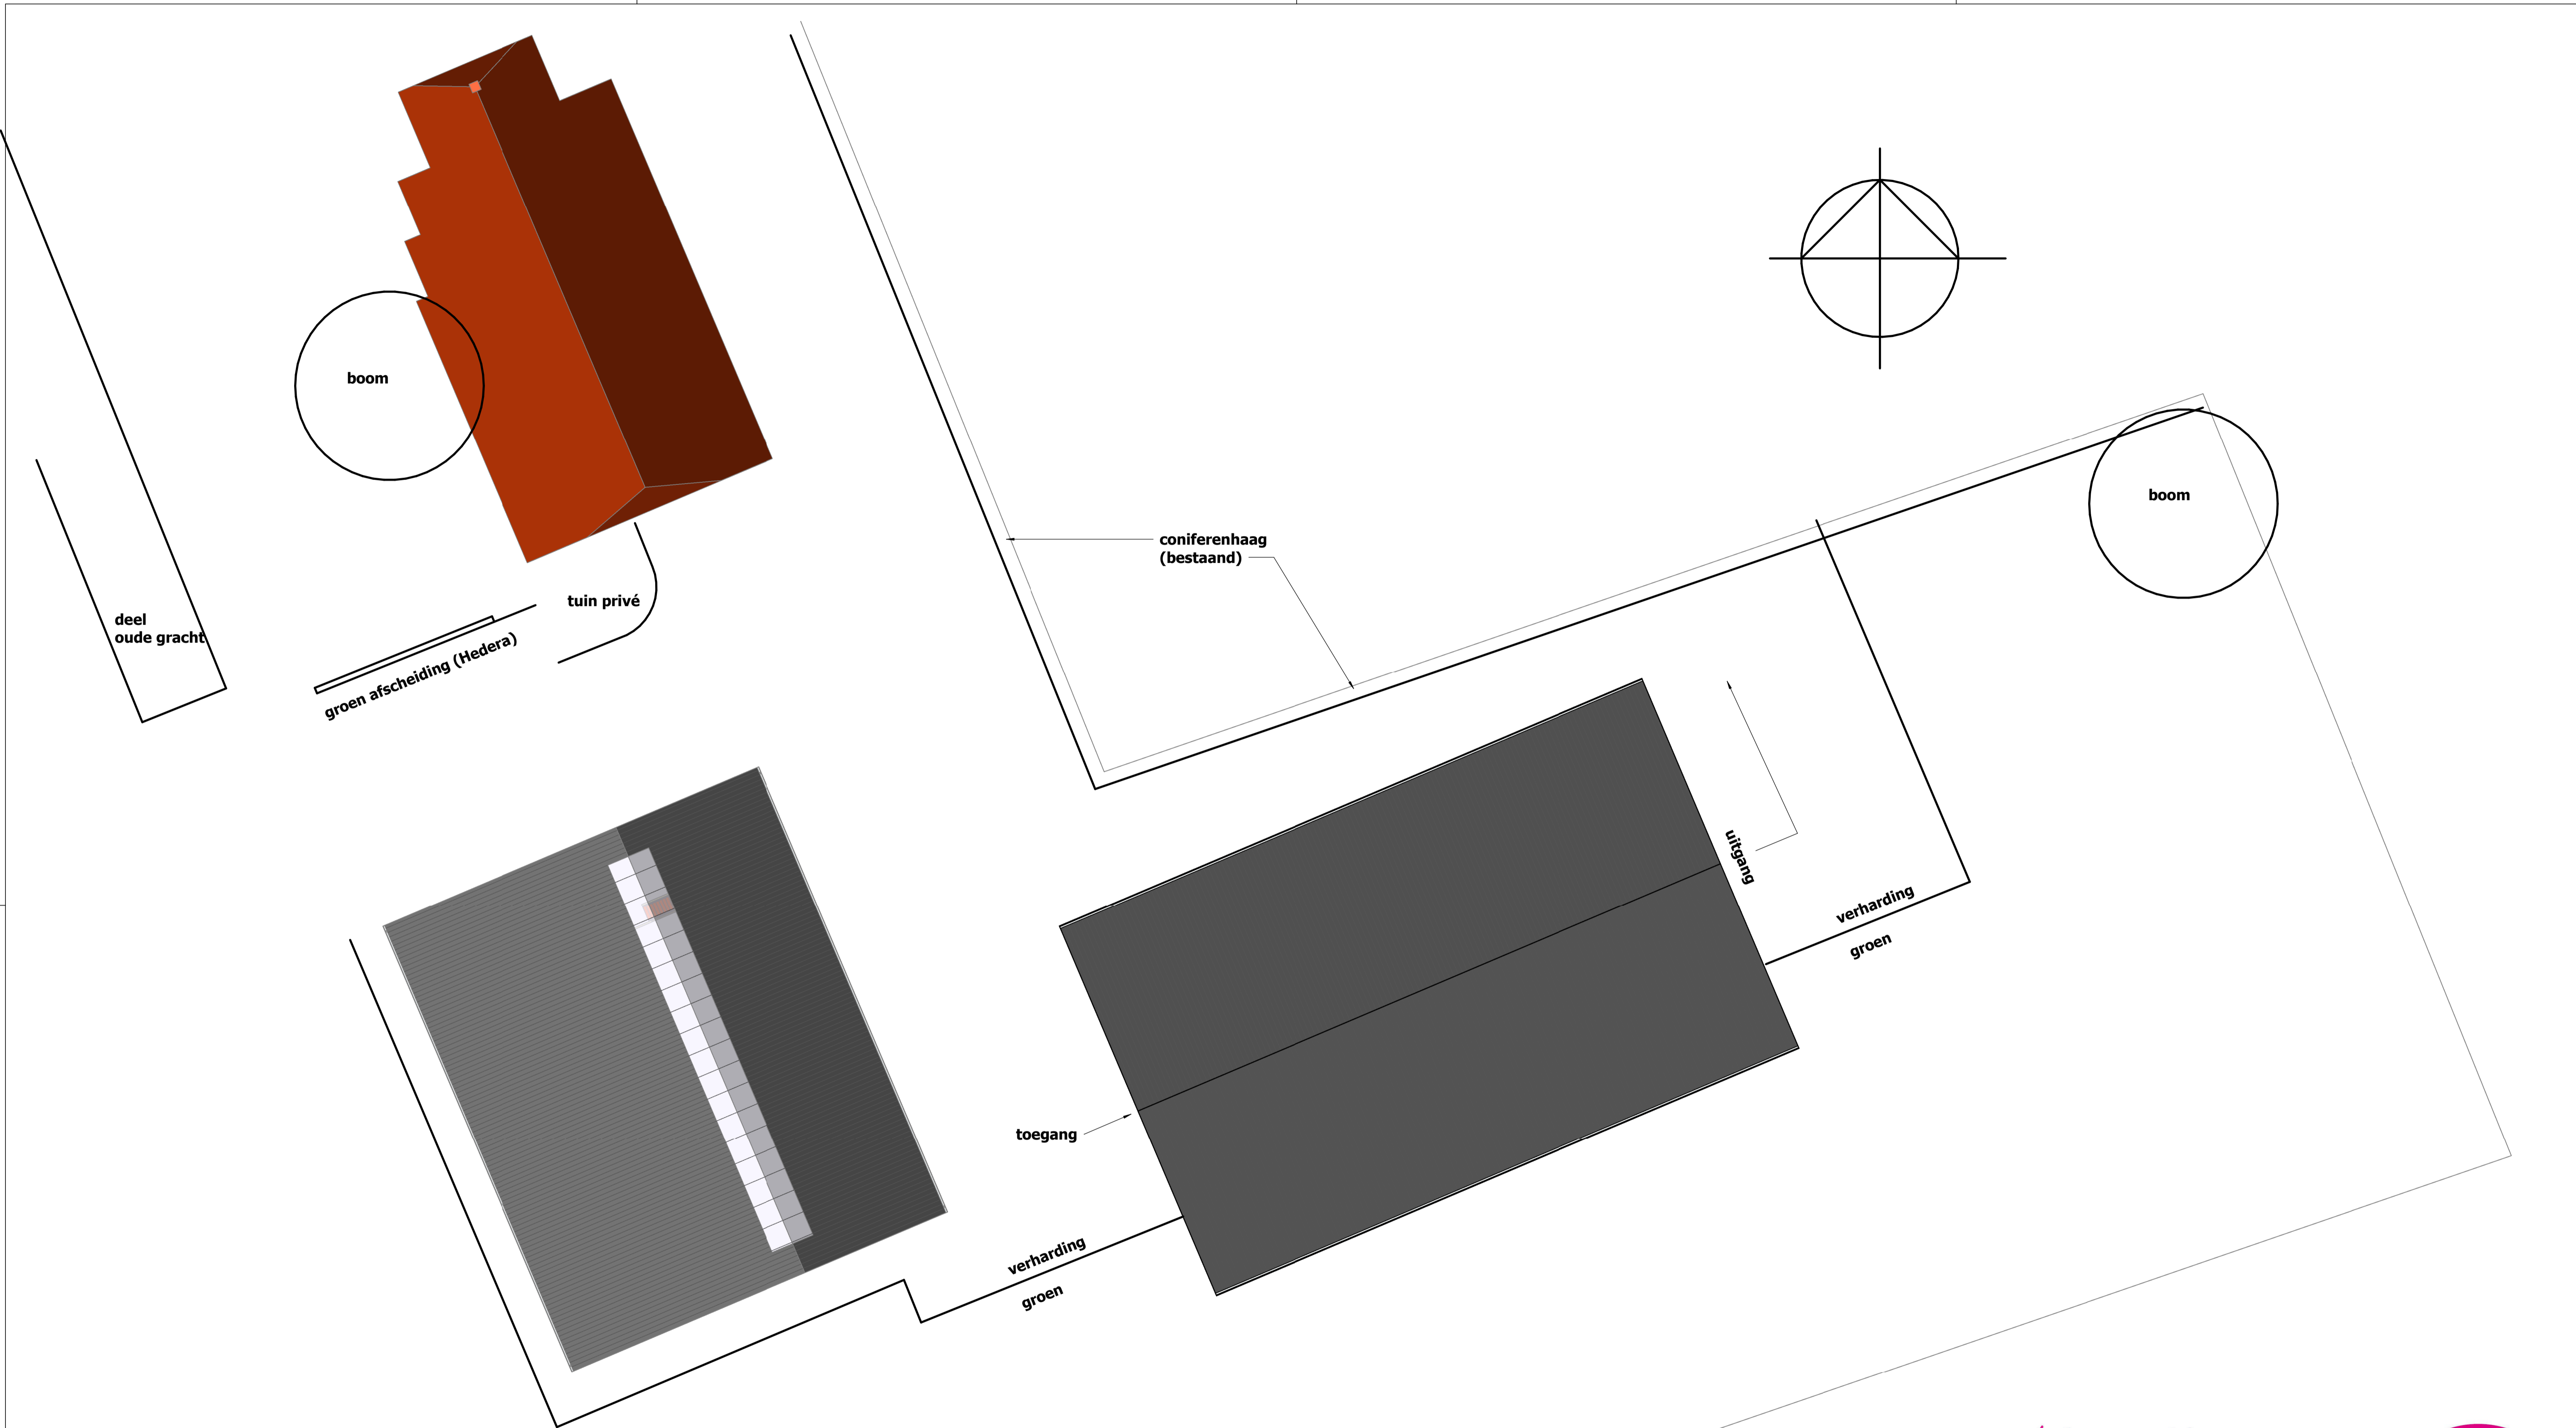 boom
boom
coniferenhaag
(bestaand)
tuin privé
deel
oude gracht
groen afscheiding (Hedera)
uitgang
verharding
groen
toegang
verharding
groen